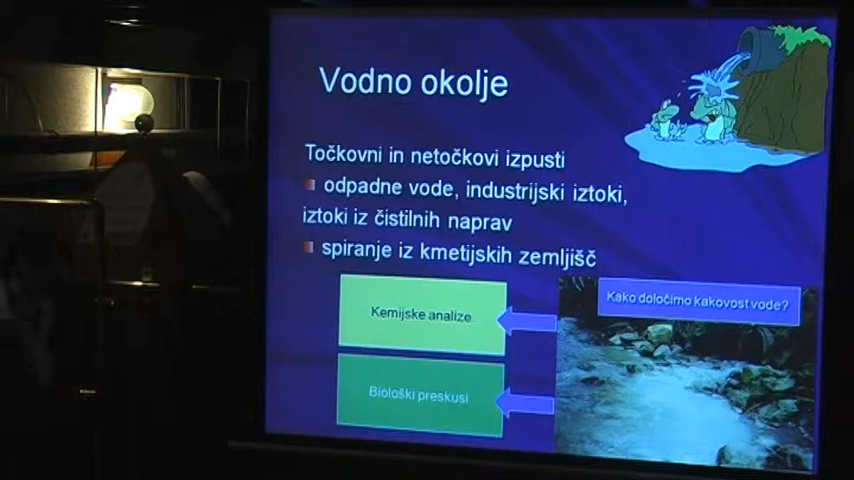 Vodno okolje
Točkovni in netočkovi izpusti
odpadne vode, industrijski iztoki,
iztoki iz čistilnih naprav
spiranje iz kmetijskih zemljišč
Kako določimo kakovost vode?
Kemijske analize
Biološki preskusi